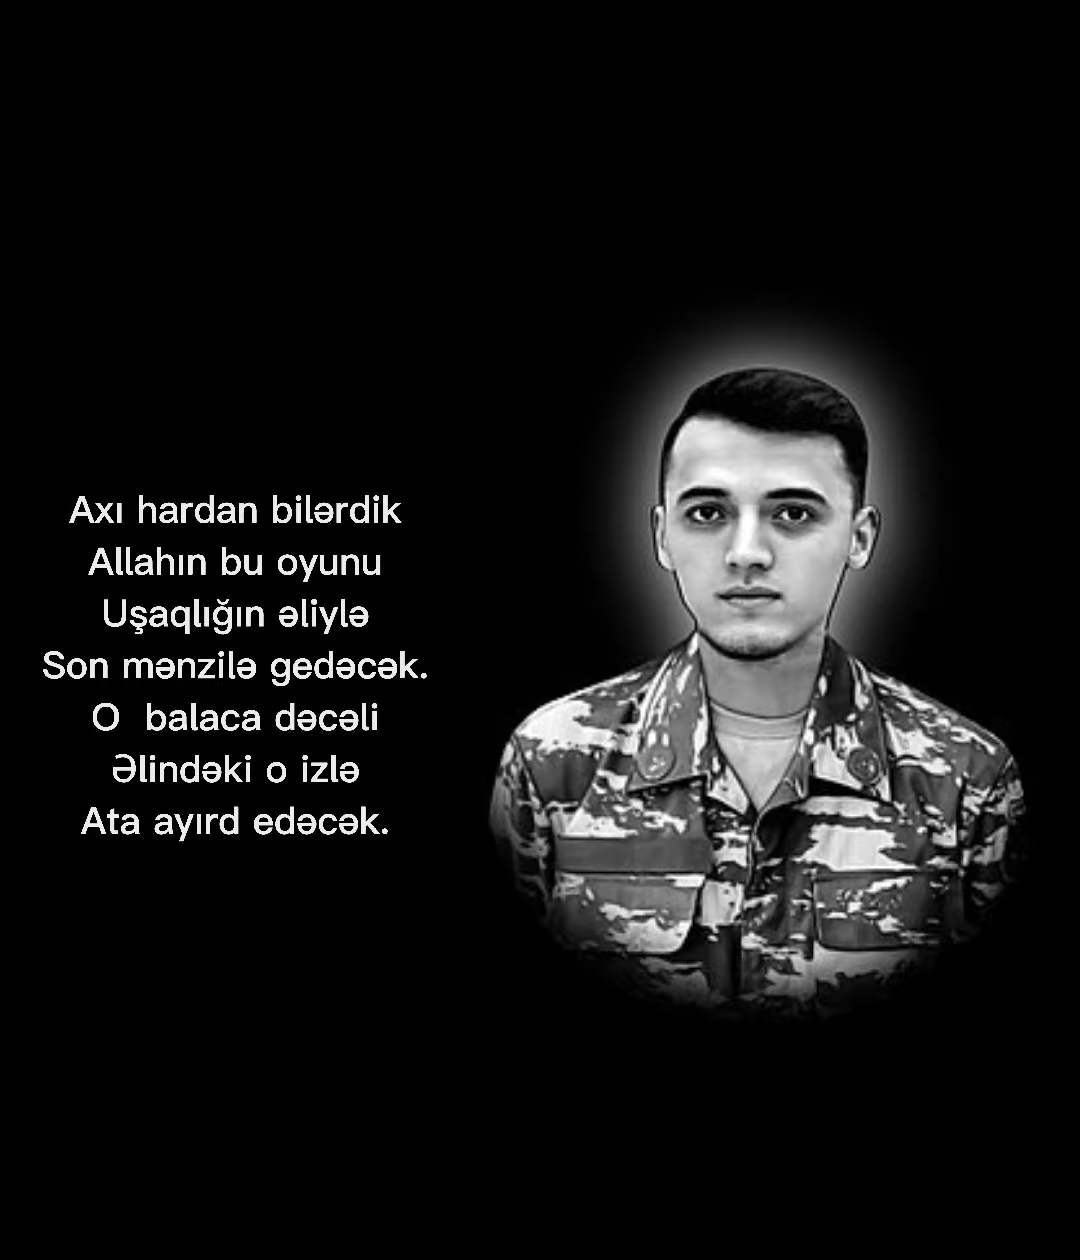 Axı hardan bilərdik
Allahın bu oyunu
Uşaqlığın əliylə
Son mənzilə gedəcək.
O  balaca dəcəli
Əlindəki o izlə
Ata ayırd edəcək.